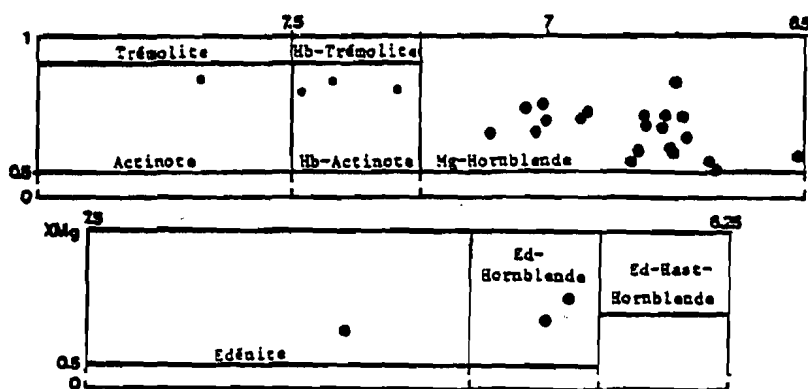 7.5 7 6.5
1
Trémolite Hb-Trémolite
Actinote Hb-Actinote Mg-Hornblende
0.5
0
XMg 7.5 6.25
Ed-
Hornblende
Ed-Hast-
Hornblende
Edénite
0.5
0